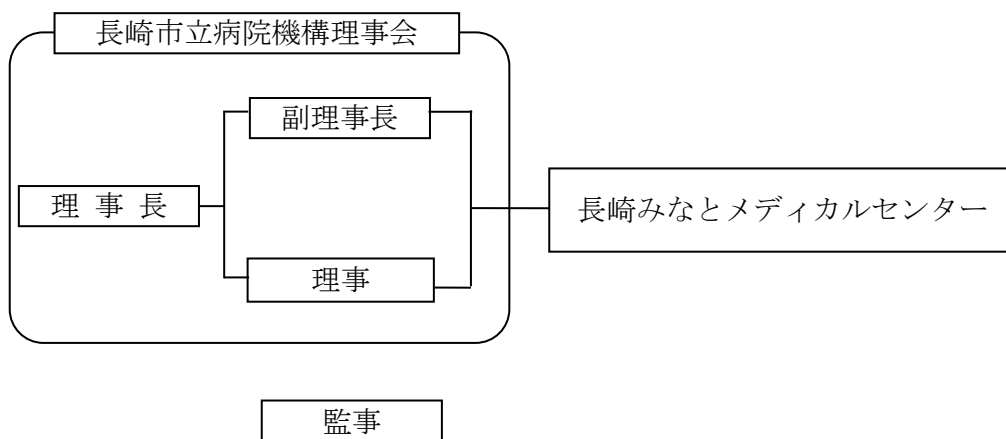 長崎市立病院機構理事会
副理事長
理 事 長
長崎みなとメディカルセンター
理事
監事